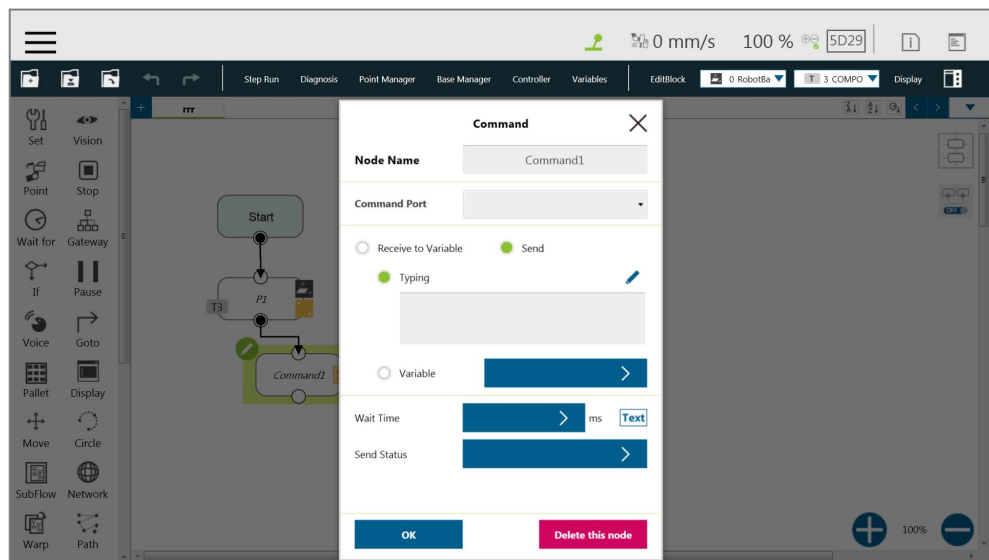 0 mm/s 100 % 5D29
Step Run Diagnosis Point Manager Base Manager Controller Variables EditBlock 0 RobotBa T 3 COMPO Display
+ rrr
Set Vision
Point Stop
Wait for Gateway
If Pause
Voice Goto
Pallet Display
Move Circle
SubFlow Network
Warp Path
Start
P1
T3
Command1
Command
Node Name Command1
Command Port
Receive to Variable Send
Typing
Variable
Wait Time ms Text
Send Status
OK Delete this node
OFF
100%